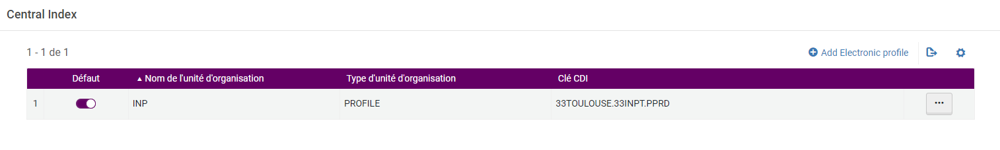 Central Index
1 - 1 de 1
Add Electronic profile
Défaut ▲ Nom de l'unité d'organisation Type d'unité d'organisation Clé CDI
1 INP PROFILE 33TOULOUSE.33INPT.PPRD ...